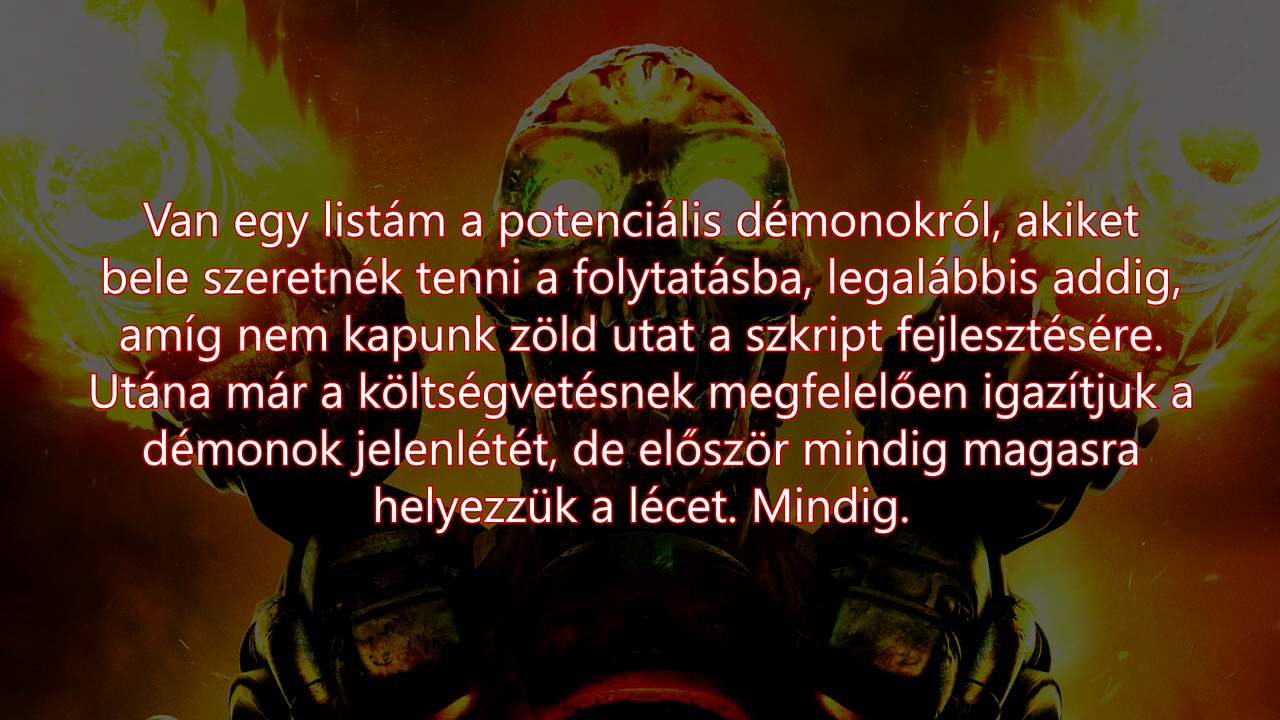 Van egy listám a potenciális démonokról, akiket
bele szeretnék tenni a folytatásba, legalábbis addig,
amíg nem kapunk zöld utat a szkript fejlesztésére.
Utána már a költségvetésnek megfelelően igazítjuk a
démonok jelenlétét, de először mindig magasra
helyezzük a lécet. Mindig.